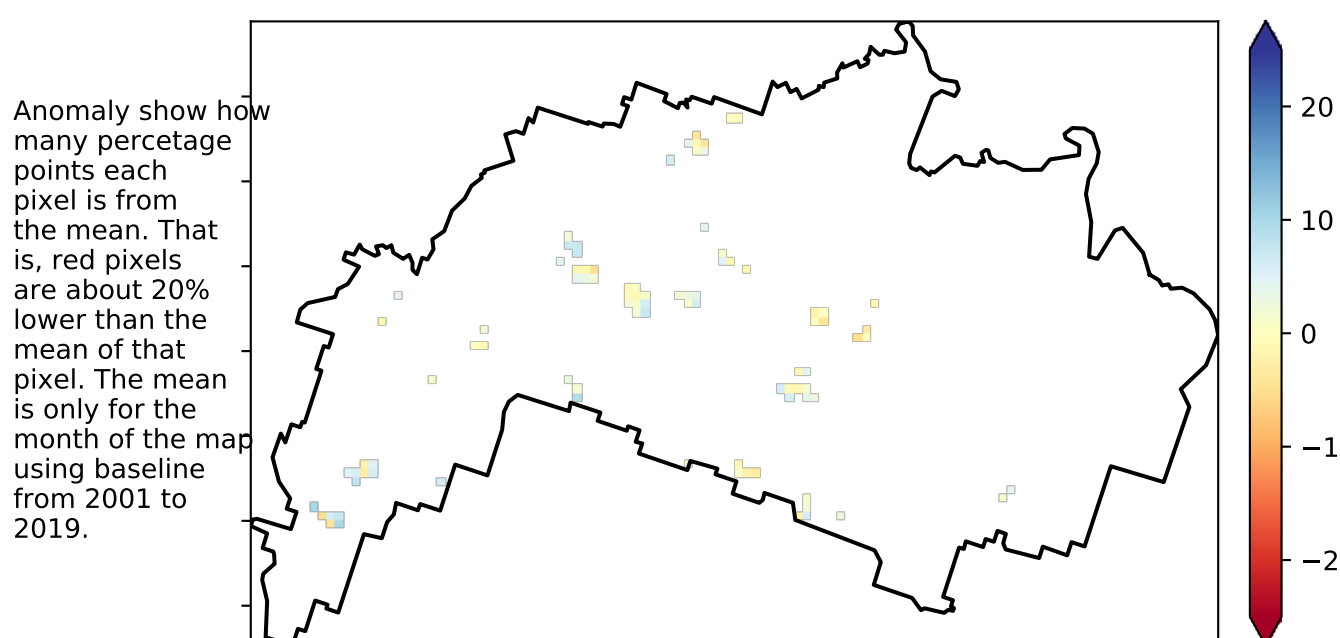 Anomaly show how
many percetage
points each
pixel is from
the mean. That
is, red pixels
are about 20%
lower than the
mean of that
pixel. The mean
is only for the
month of the map
using baseline
from 2001 to
2019.
20
10
0
−1
−2